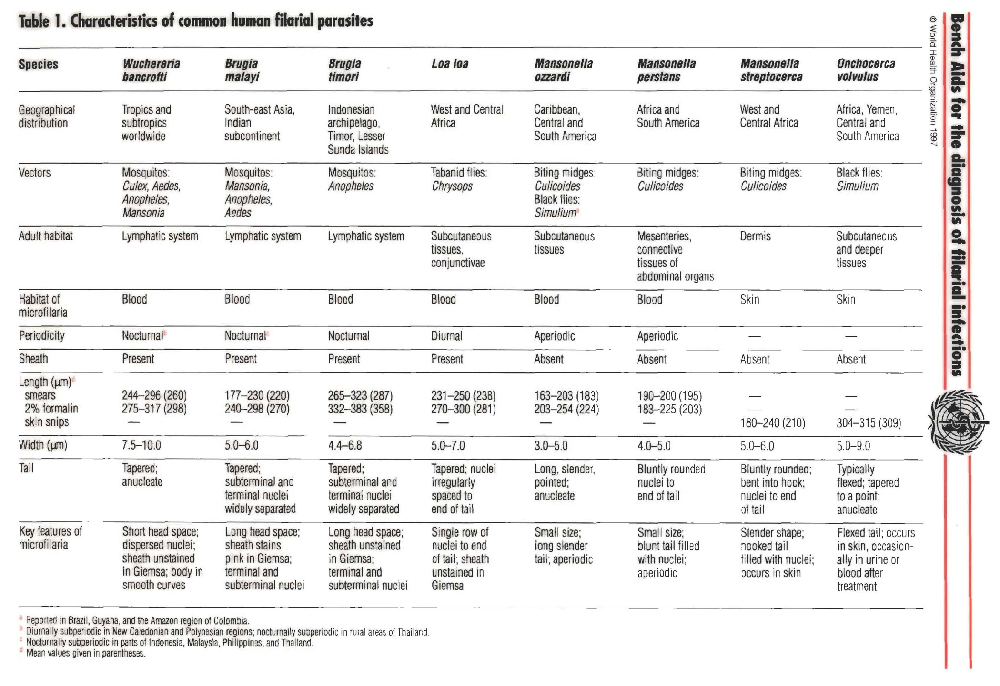 Table 1. Characteristics of common human filarial parasites
Species Wuchereria Brugia Brugia Loa loa Mansonella Mansonella Mansonella Onchocerca
bancrofti malayi timori ozzardi perstans streptocerca volvulus
Geographical Tropics and South-east Asia, Indonesian West and Central Caribbean, Africa and West and Africa, Yemen,
distribution subtropics Indian archipelago, Africa Central and South America Central Africa Central and
worldwide subcontinent Timor, Lesser South America South America
Sunda Islands
Vectors Mosquitos: Mosquitos: Mosquitos: Tabanid flies: Biting midges: Biting midges: Biting midges: Black flies:
Culex, Aedes, Mansonia, Anopheles Chrysops Culicoides Culicoides Culicoides Simulium
Anopheles, Anopheles, Black flies:
Mansonia Aedes Simulium a
Adult habitat Lymphatic system Lymphatic system Lymphatic system Subcutaneous Subcutaneous Mesenteries, Dermis Subcutaneous
tissues, tissues connective and deeper
conjunctivae tissues of tissues
abdominal organs
Habitat of Blood Blood Blood Blood Blood Blood Skin Skin
microfilaria
Periodicity Nocturnal b Nocturnal c Nocturnal Diurnal Aperiodic Aperiodic — —
Sheath Present Present Present Present Absent Absent Absent Absent
Length (μm) d
smears 244–296 (260) 177–230 (220) 265–323 (287) 231–250 (238) 163–203 (183) 190–200 (195) — —
2% formalin 275–317 (298) 240–298 (270) 332–383 (358) 270–300 (281) 203–254 (224) 183–225 (203) — —
skin snips — — — — — — 180–240 (210) 304–315 (309)
Width (μm) 7.5–10.0 5.0–6.0 4.4–6.8 5.0–7.0 3.0–5.0 4.0–5.0 5.0–6.0 5.0–9.0
Tail Tapered; Tapered; Tapered; Tapered; nuclei Long, slender, Bluntly rounded; Bluntly rounded; Typically
anucleate subterminal and subterminal and irregularly pointed; nuclei to bent into hook; flexed; tapered
terminal nuclei terminal nuclei spaced to anucleate end of tail nuclei to end to a point;
widely separated widely separated end of tail of tail anucleate
Key features of Short head space; Long head space; Long head space; Single row of Small size; Small size; Slender shape; Flexed tail; occurs
microfilaria dispersed nuclei; sheath stains sheath unstained nuclei to end long slender blunt tail filled hooked tail in skin, occasion-
sheath unstained pink in Giemsa; in Giemsa; of tail; sheath tail; aperiodic with nuclei; filled with nuclei; ally in urine or
in Giemsa; body in terminal and terminal and unstained in aperiodic occurs in skin blood after
smooth curves subterminal nuclei subterminal nuclei Giemsa treatment
a Reported in Brazil, Guyana, and the Amazon region of Colombia.
b Diurnally subperiodic in New Caledonian and Polynesian regions; nocturnally subperiodic in rural areas of Thailand.
c Nocturnally subperiodic in parts of Indonesia, Malaysia, Philippines, and Thailand.
d Mean values given in parentheses.
© World Health Organization 1997
Bench Aids for the diagnosis of filarial infections